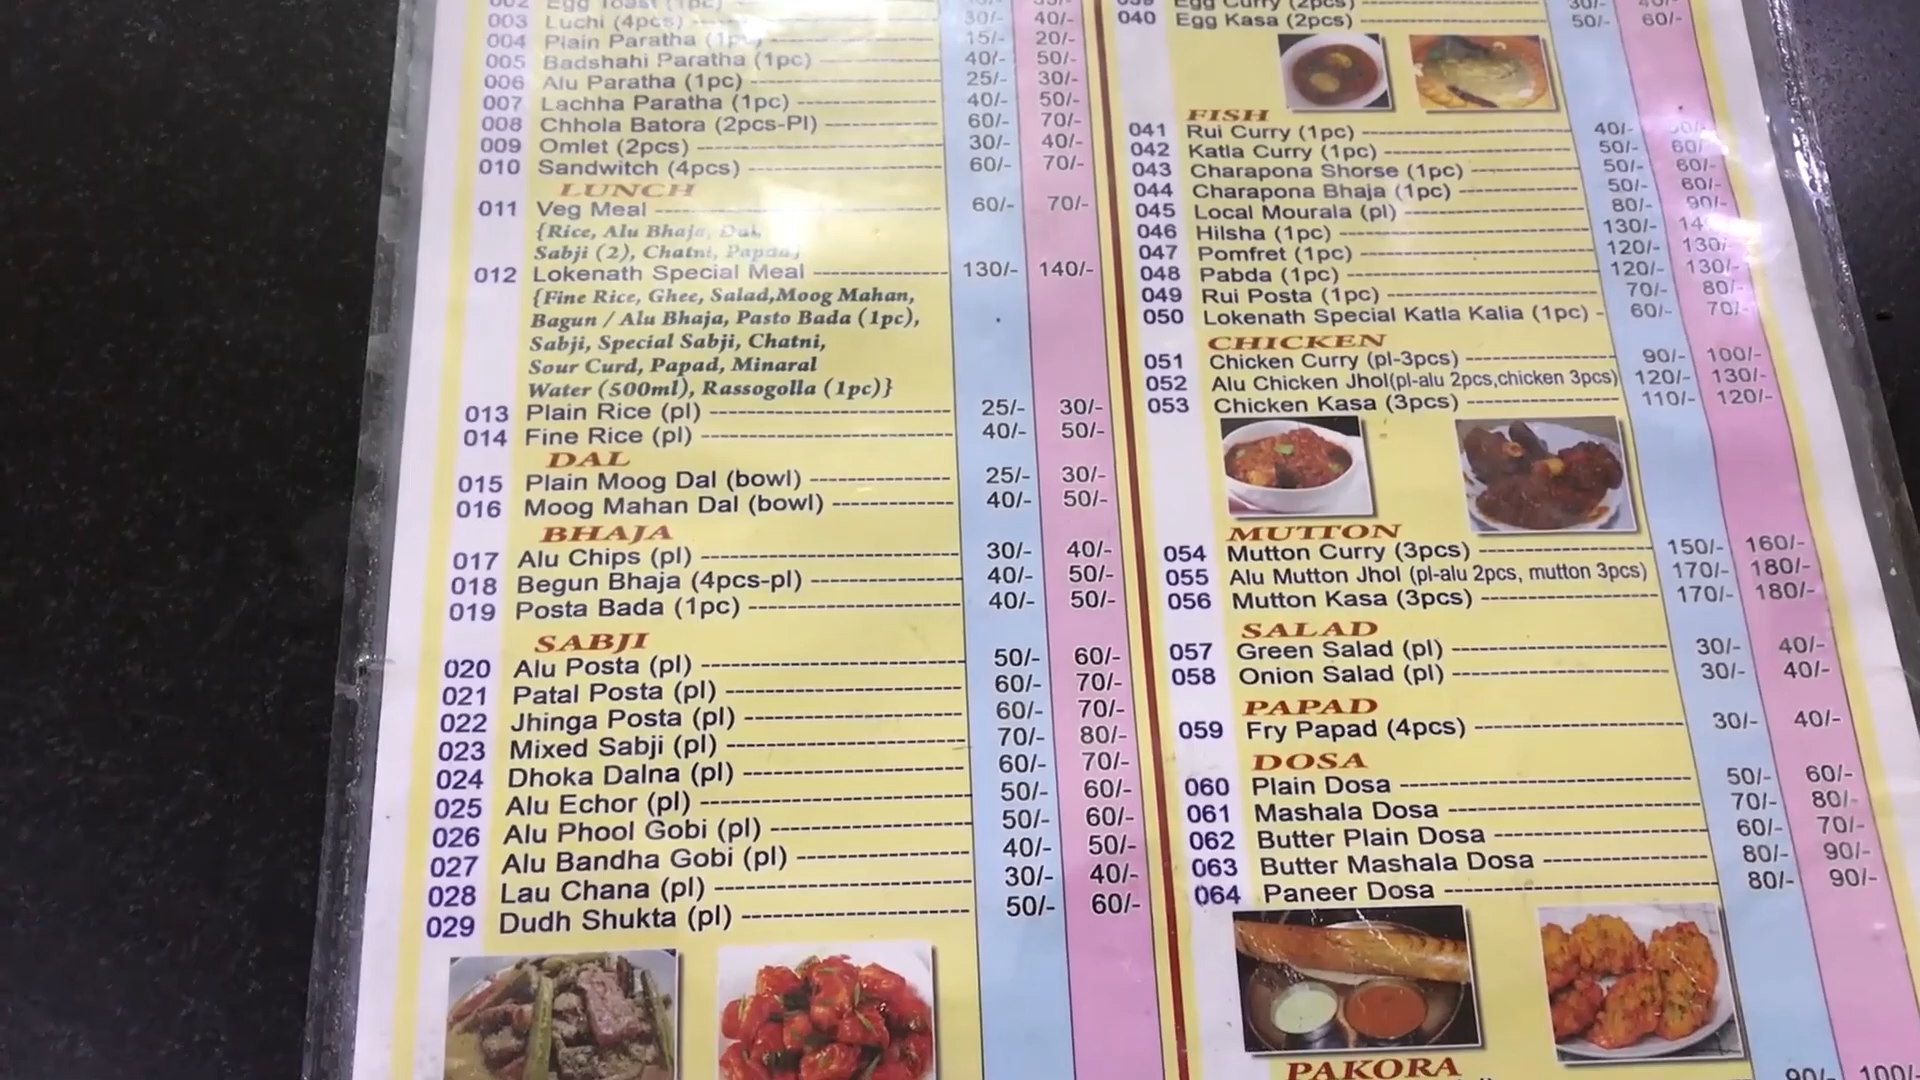 002 Egg Toast (1pc)
003 Luchi (4pcs) 30/- 40/-
004 Plain Paratha (1pc) 15/- 20/-
005 Badshahi Paratha (1pc) 40/- 50/-
006 Alu Paratha (1pc) 25/- 30/-
007 Lachha Paratha (1pc) 40/- 50/-
008 Chhola Batora (2pcs-Pl) 60/- 70/-
009 Omlet (2pcs) 30/- 40/-
010 Sandwitch (4pcs) 60/- 70/-
LUNCH
011 Veg Meal 60/- 70/-
{Rice, Alu Bhaja, Dal,
Sabji (2), Chatni, Papad}
012 Lokenath Special Meal 130/- 140/-
{Fine Rice, Ghee, Salad,Moog Mahan,
Bagun / Alu Bhaja, Pasto Bada (1pc),
Sabji, Special Sabji, Chatni,
Sour Curd, Papad, Minaral
Water (500ml), Rassogolla (1pc)}
013 Plain Rice (pl) 25/- 30/-
014 Fine Rice (pl) 40/- 50/-
DAL
015 Plain Moog Dal (bowl) 25/- 30/-
016 Moog Mahan Dal (bowl) 40/- 50/-
BHAJA
017 Alu Chips (pl) 30/- 40/-
018 Begun Bhaja (4pcs-pl) 40/- 50/-
019 Posta Bada (1pc) 40/- 50/-
SABJI
020 Alu Posta (pl) 50/- 60/-
021 Patal Posta (pl) 60/- 70/-
022 Jhinga Posta (pl) 60/- 70/-
023 Mixed Sabji (pl) 70/- 80/-
024 Dhoka Dalna (pl) 60/- 70/-
025 Alu Echor (pl) 50/- 60/-
026 Alu Phool Gobi (pl) 50/- 60/-
027 Alu Bandha Gobi (pl) 40/- 50/-
028 Lau Chana (pl) 30/- 40/-
029 Dudh Shukta (pl) 50/- 60/-
039 Egg Curry (2pcs) 30/- 40/-
040 Egg Kasa (2pcs) 50/- 60/-
FISH
041 Rui Curry (1pc) 40/-
042 Katla Curry (1pc) 50/- 60/
043 Charapona Shorse (1pc) 50/- 60/-
044 Charapona Bhaja (1pc) 50/- 60/-
045 Local Mourala (pl) 80/- 90/-
046 Hilsha (1pc) 130/-
047 Pomfret (1pc) 120/- 130/
048 Pabda (1pc) 120/- 130/-
049 Rui Posta (1pc) 70/- 80/-
050 Lokenath Special Katla Kalia (1pc) - 60/- 70/-
CHICKEN
051 Chicken Curry (pl-3pcs) 90/- 100/-
052 Alu Chicken Jhol(pl-alu 2pcs,chicken 3pcs) 120/- 130/-
053 Chicken Kasa (3pcs) 110/- 120/-
MUTTON
054 Mutton Curry (3pcs) 150/- 160/-
055 Alu Mutton Jhol (pl-alu 2pcs, mutton 3pcs) 170/- 180/-
056 Mutton Kasa (3pcs) 170/- 180/-
SALAD
057 Green Salad (pl) 30/- 40/-
058 Onion Salad (pl) 30/- 40/-
PAPAD
059 Fry Papad (4pcs) 30/- 40/-
DOSA
060 Plain Dosa 50/- 60/-
061 Mashala Dosa 70/- 80/-
062 Butter Plain Dosa 60/- 70/-
063 Butter Mashala Dosa 80/- 90/-
064 Paneer Dosa 80/- 90/-
PAKORA
90/- 100/-